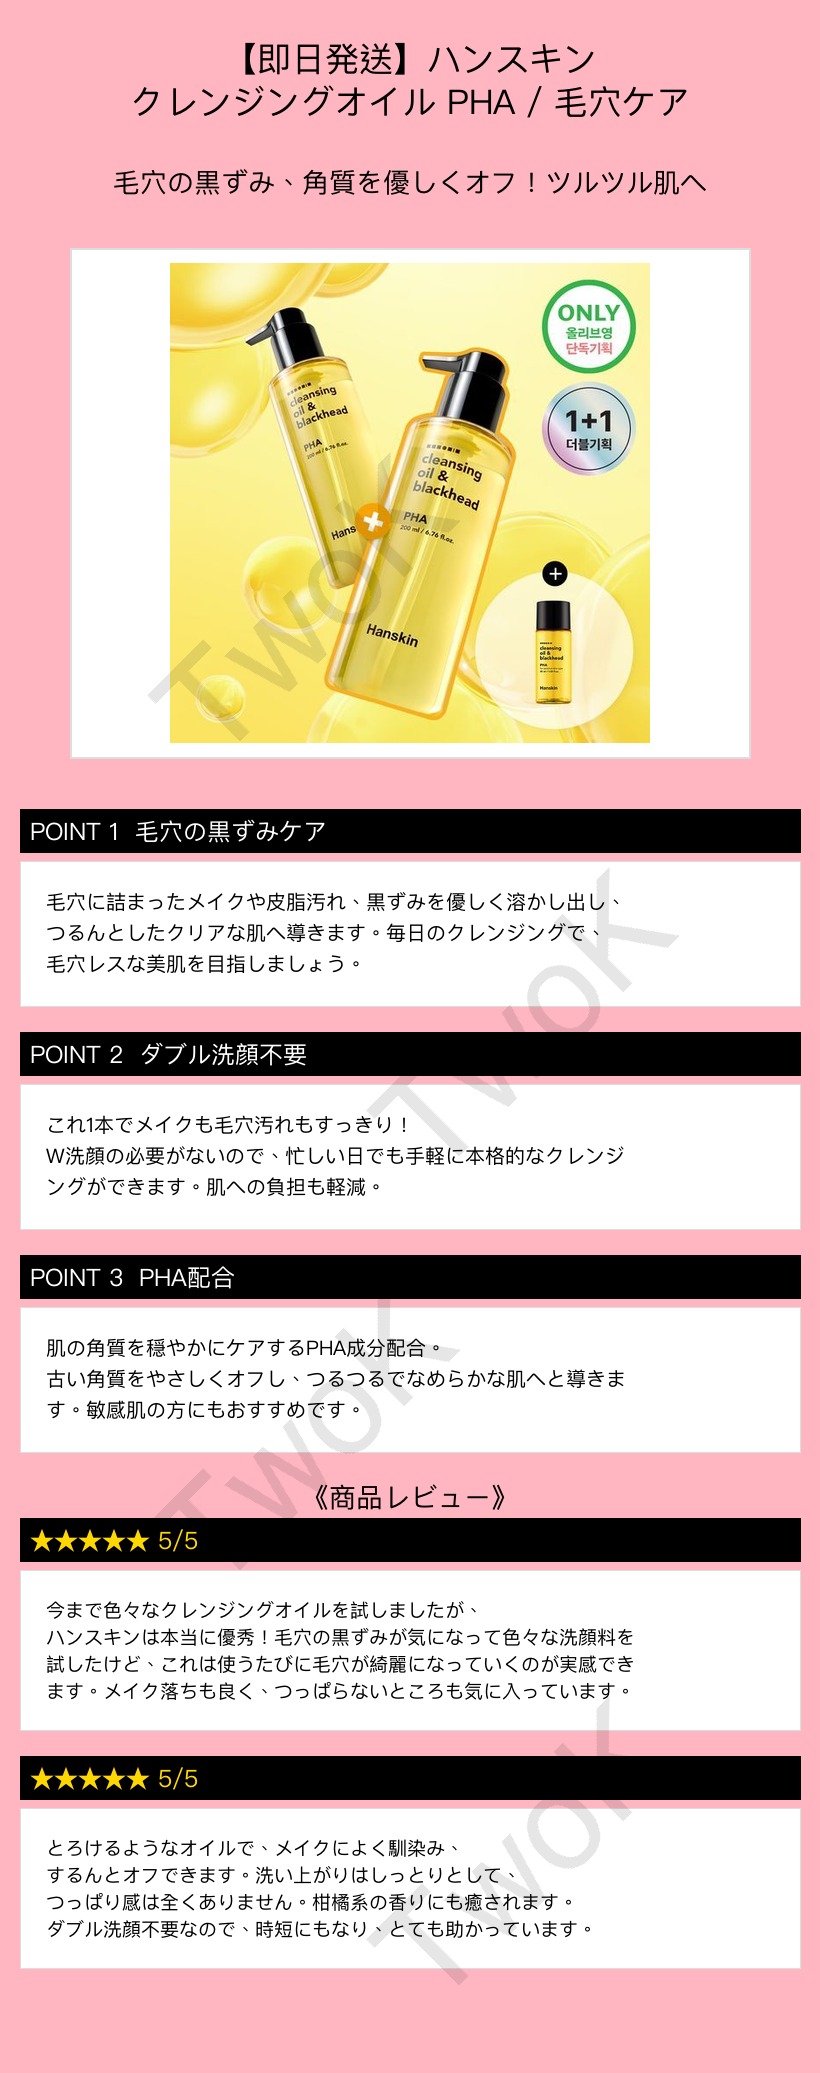 【即日発送】ハンスキン
クレンジングオイル PHA / 毛穴ケア
毛穴の黒ずみ、角質を優しくオフ！ツルツル肌へ
ONLY
올리브영
단독기획
1+1
더블기획
cleansing
oil &
blackhead
PHA
200 ml / 6.76 fl.oz.
Hans
cleansing
oil &
blackhead
PHA
200 ml / 6.76 fl.oz.
Hanskin
cleansing
oil &
blackhead
PHA
Hanskin
TwoK
POINT 1 毛穴の黒ずみケア
毛穴に詰まったメイクや皮脂汚れ、黒ずみを優しく溶かし出し、
つるんとしたクリアな肌へ導きます。毎日のクレンジングで、
毛穴レスな美肌を目指しましょう。
TwoK
POINT 2 ダブル洗顔不要
これ1本でメイクも毛穴汚れもすっきり！
W洗顔の必要がないので、忙しい日でも手軽に本格的なクレンジ
ングができます。肌への負担も軽減。
POINT 3 PHA配合
肌の角質を穏やかにケアするPHA成分配合。
古い角質をやさしくオフし、つるつるでなめらかな肌へと導きま
す。敏感肌の方にもおすすめです。
TwoK
《商品レビュー》
★★★★★ 5/5
今まで色々なクレンジングオイルを試しましたが、
ハンスキンは本当に優秀！毛穴の黒ずみが気になって色々な洗顔料を
試したけど、これは使うたびに毛穴が綺麗になっていくのが実感でき
ます。メイク落ちも良く、つっぱらないところも気に入っています。
★★★★★ 5/5
とろけるようなオイルで、メイクによく馴染み、
するんとオフできます。洗い上がりはしっとりとして、
つっぱり感は全くありません。柑橘系の香りにも癒されます。
ダブル洗顔不要なので、時短にもなり、とても助かっています。
TwoK